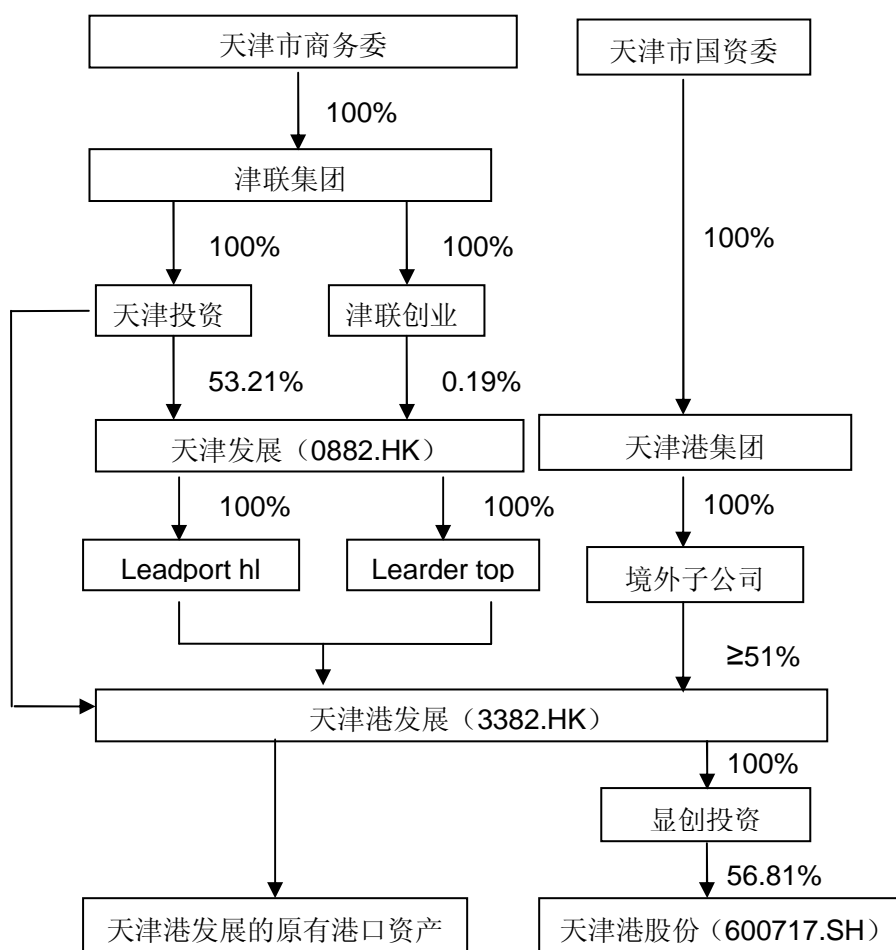 天津市商务委
天津市国资委
100%
津联集团
100%
100%
100%
天津投资
津联创业
53.21%
0.19%
天津发展（0882.HK）
天津港集团
100%
100%
100%
Leadport hl
Learder top
境外子公司
≥51%
天津港发展（3382.HK）
100%
显创投资
56.81%
天津港发展的原有港口资产
天津港股份（600717.SH）